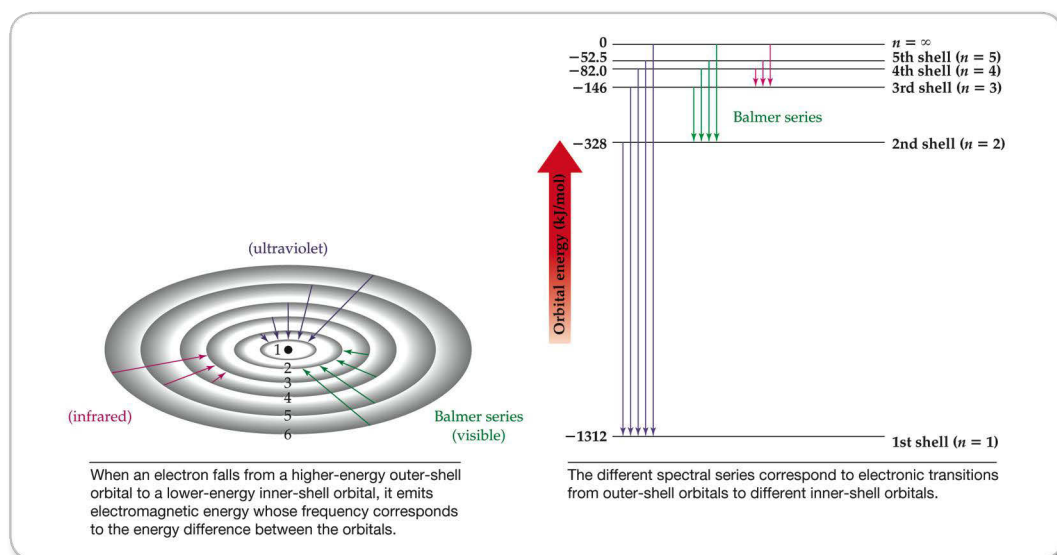 (ultraviolet)
1
2
3
4
5
6
(infrared)
Balmer series
(visible)
When an electron falls from a higher-energy outer-shell
orbital to a lower-energy inner-shell orbital, it emits
electromagnetic energy whose frequency corresponds
to the energy difference between the orbitals.
0
n = ∞
−52.5
5th shell (n = 5)
−82.0
4th shell (n = 4)
−146
3rd shell (n = 3)
Balmer series
−328
2nd shell (n = 2)
Orbital energy (kJ/mol)
−1312
1st shell (n = 1)
The different spectral series correspond to electronic transitions
from outer-shell orbitals to different inner-shell orbitals.